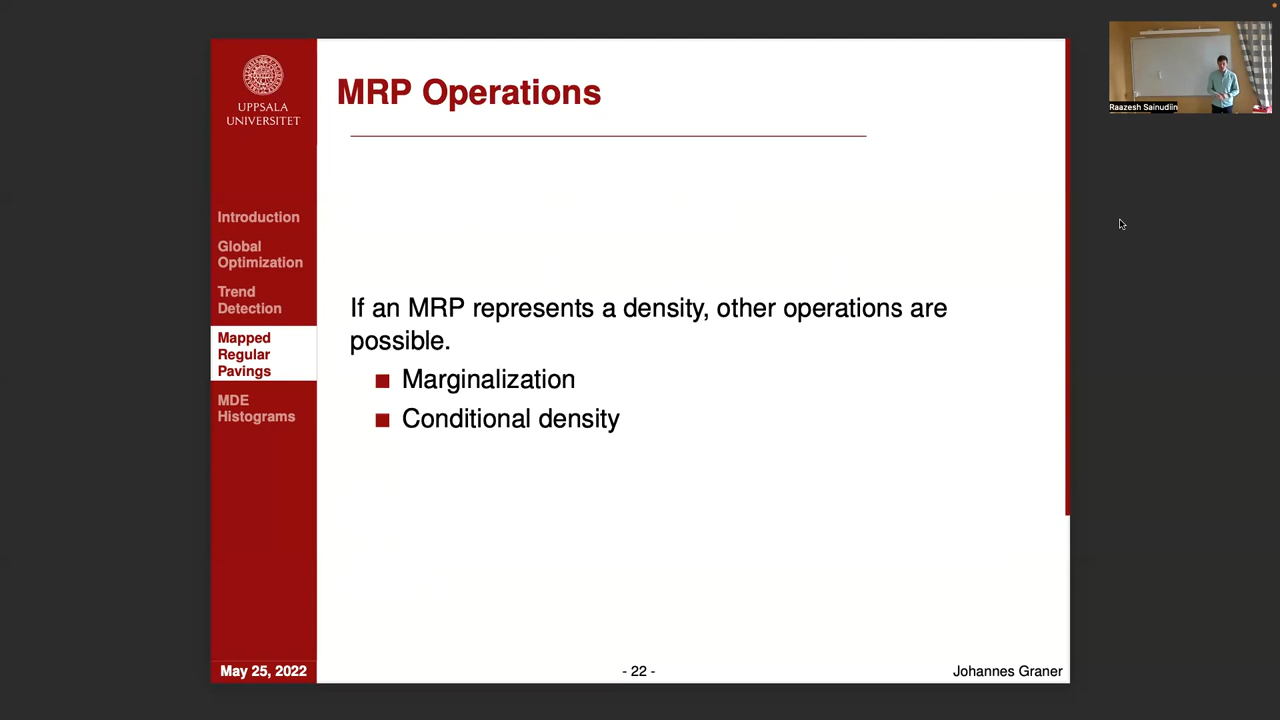 UPPSALA
UNIVERSITET
Introduction
Global
Optimization
Trend
Detection
Mapped
Regular
Pavings
MDE
Histograms
May 25, 2022
MRP Operations
If an MRP represents a density, other operations are
possible.
Marginalization
Conditional density
- 22 -
Johannes Graner
Raazesh Sainudiin